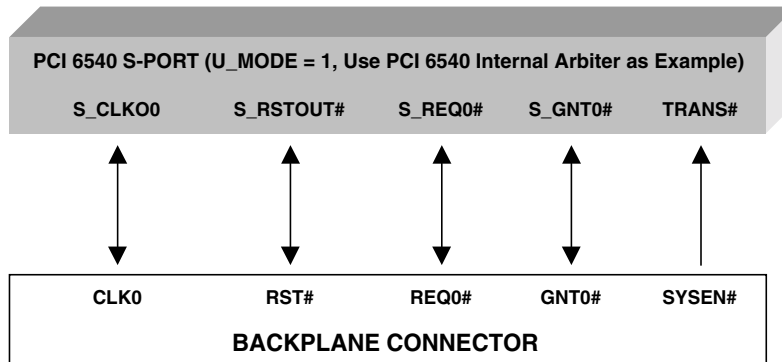 PCI 6540 S-PORT (U_MODE = 1, Use PCI 6540 Internal Arbiter as Example)
S_CLKO0 S_RSTOUT# S_REQ0# S_GNT0# TRANS#
CLK0 RST# REQ0# GNT0# SYSEN#
BACKPLANE CONNECTOR